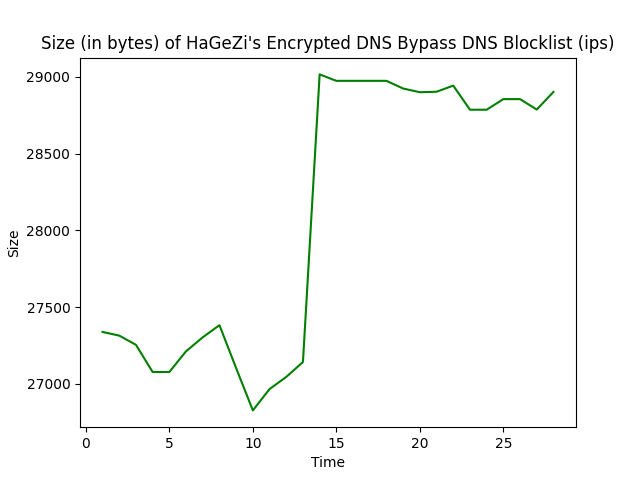 Size (in bytes) of HaGeZi's Encrypted DNS Bypass DNS Blocklist (ips)
29000
28500
28000
27500
27000
Size
0 5 10 15 20 25
Time